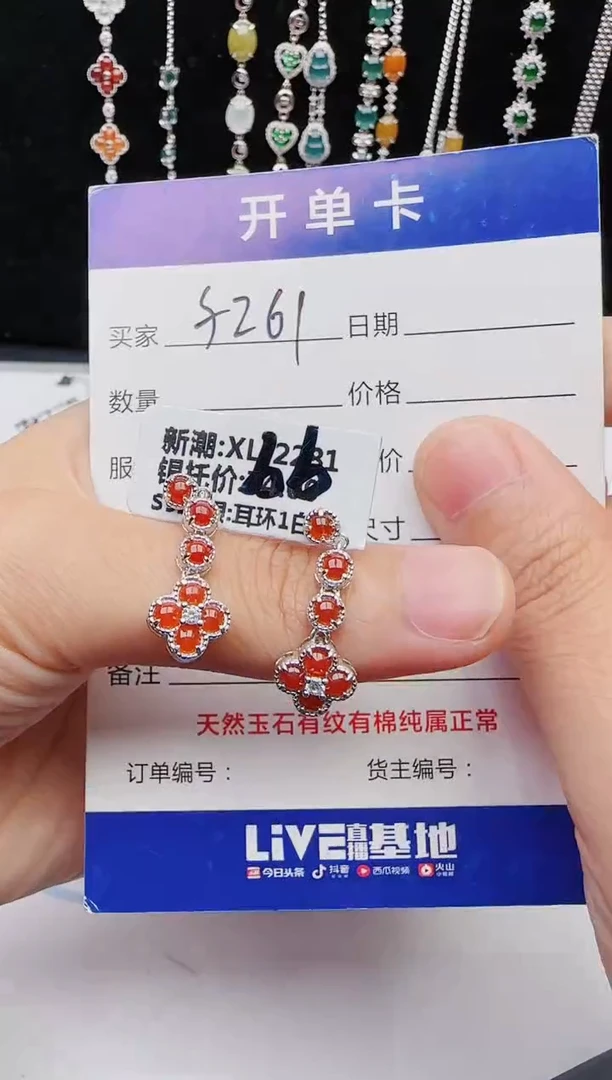 开单卡
买家 日期
数量 价格
服 价
新潮:XL
银托价: 66
耳环1白
尺寸
备注
天然玉石有纹有棉纯属正常
订单编号： 货主编号：
LiVE直播基地
今日头条 抖音 西瓜视频 火山